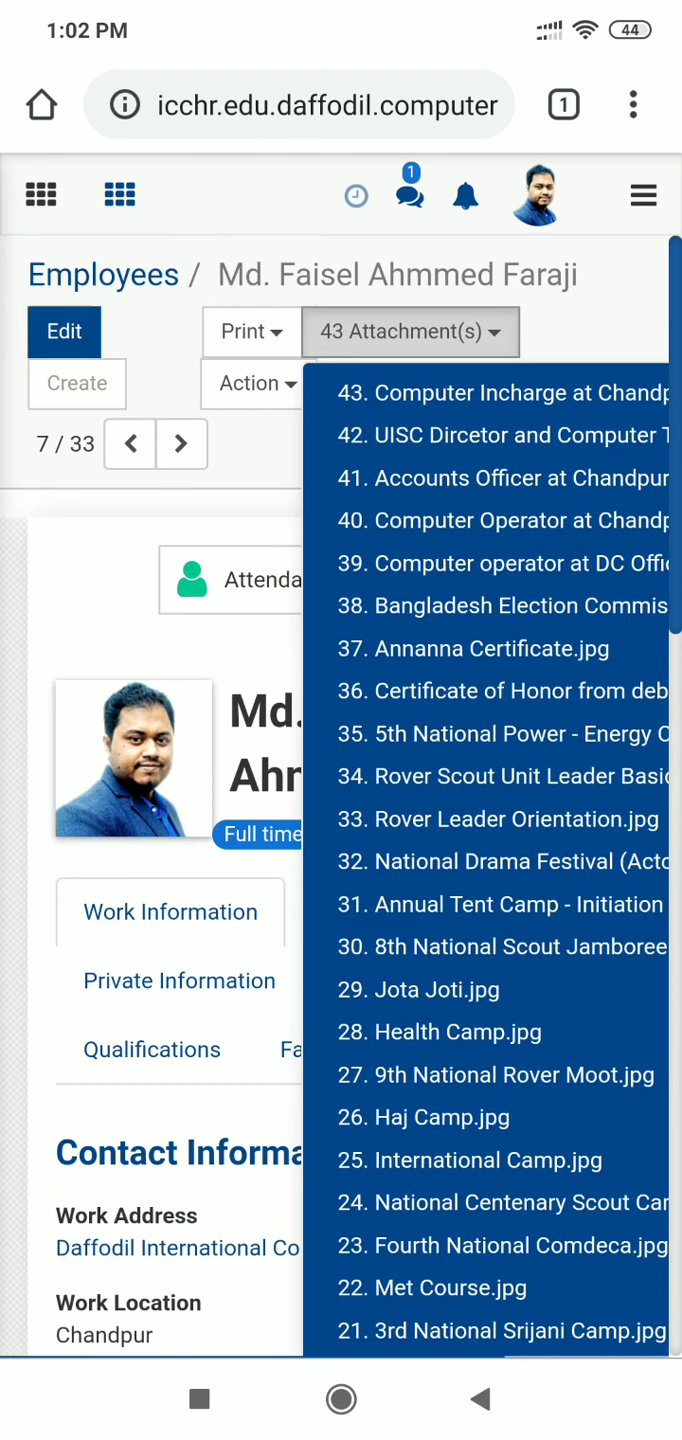 1:02 PM
44
icchr.edu.daffodil.computer
1
1
Employees / Md. Faisel Ahmmed Faraji
Edit
Print
43 Attachment(s)
Create
Action
7 / 33
43. Computer Incharge at Chandp
42. UISC Dircetor and Computer T
41. Accounts Officer at Chandpur
40. Computer Operator at Chandp
39. Computer operator at DC Offic
38. Bangladesh Election Commis
37. Annanna Certificate.jpg
36. Certificate of Honor from deb
35. 5th National Power - Energy C
34. Rover Scout Unit Leader Basic
33. Rover Leader Orientation.jpg
32. National Drama Festival (Acto
31. Annual Tent Camp - Initiation
30. 8th National Scout Jamboree
29. Jota Joti.jpg
28. Health Camp.jpg
27. 9th National Rover Moot.jpg
26. Haj Camp.jpg
25. International Camp.jpg
24. National Centenary Scout Cam
23. Fourth National Comdeca.jpg
22. Met Course.jpg
21. 3rd National Srijani Camp.jpg
Attenda
Md.
Ahm
Full time
Work Information
Private Information
Qualifications
Fa
Contact Informa
Work Address
Daffodil International Co
Work Location
Chandpur